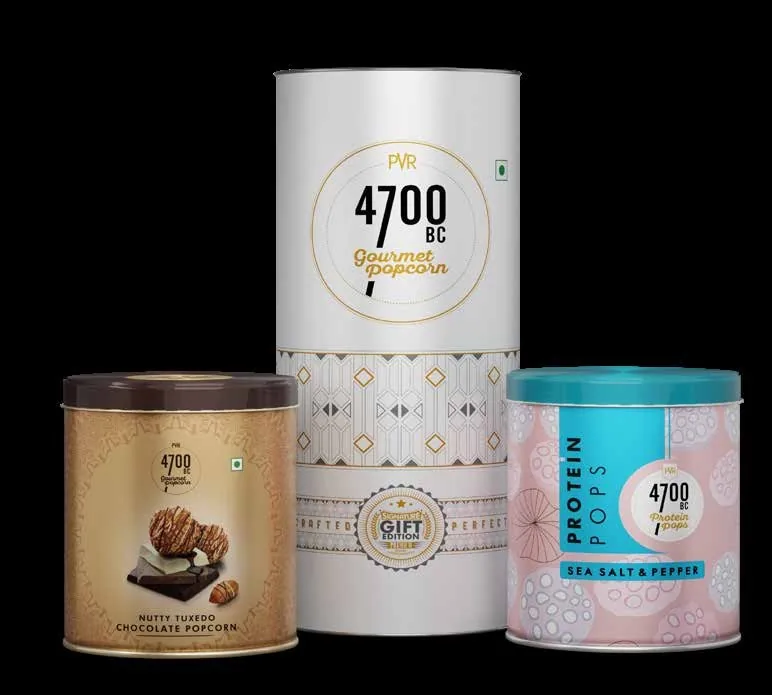 PVR
4700
BC
Gourmet
popcorn
CRAFTED
PERFECT
SIGNATURE
GIFT
EDITION
PVR
4700
BC
Gourmet
popcorn
NUTTY TUXEDO
CHOCOLATE POPCORN
PROTEIN
POPS
PVR
4700
BC
Protein
pops
SEA SALT & PEPPER